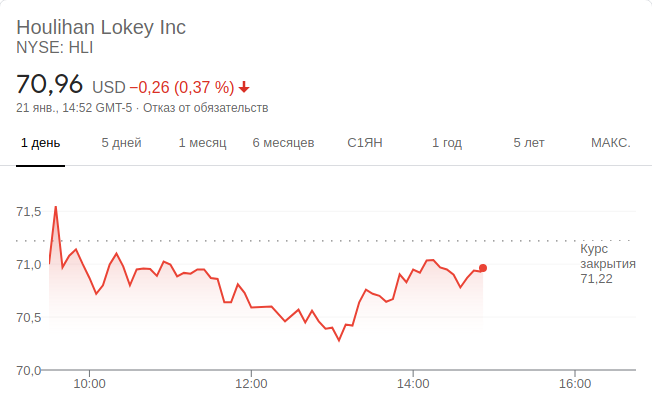 Houlihan Lokey Inc
NYSE: HLI
70,96 USD −0,26 (0,37 %)
21 янв., 14:52 GMT-5 · Отказ от обязательств
1 день 5 дней 1 месяц 6 месяцев С1ЯН 1 год 5 лет МАКС.
71,5
71,0
70,5
70,0
Курс
закрытия
71,22
10:00 12:00 14:00 16:00